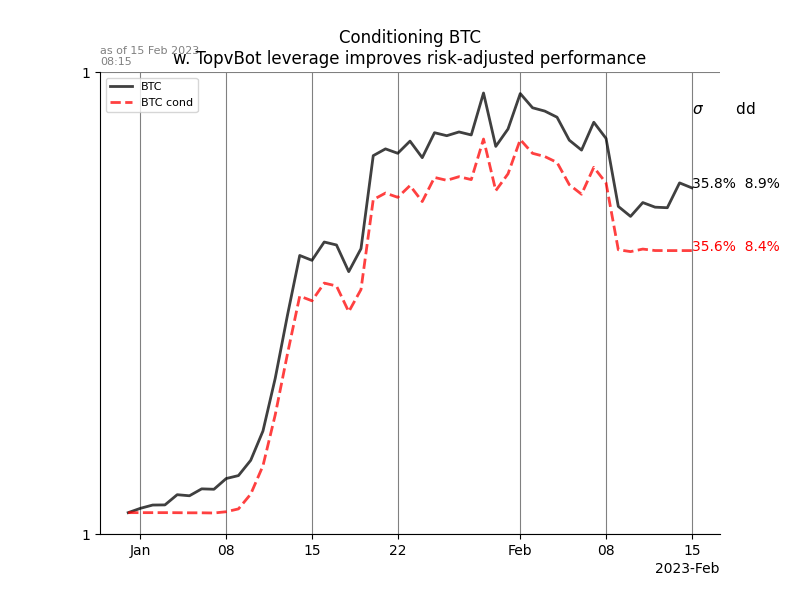 Conditioning BTC
as of 15 Feb 2023
08:15
w. TopvBot leverage improves risk-adjusted performance
1
BTC
BTC cond
σ dd
35.8% 8.9%
35.6% 8.4%
1
Jan 08 15 22 Feb 08 15
2023-Feb